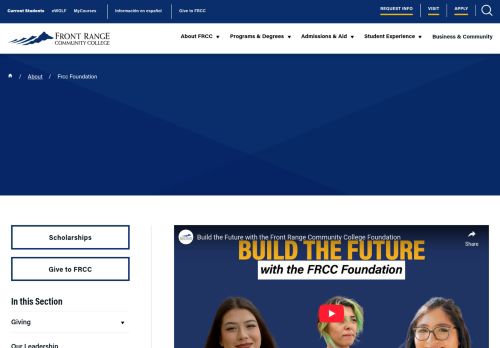 Current Students eWOLF MyCourses Información en español Give to FRCC REQUEST INFO VISIT APPLY
FRONT RANGE
COMMUNITY COLLEGE
About FRCC Programs & Degrees Admissions & Aid Student Experience Business & Community
/ About / Frcc Foundation
Scholarships
Give to FRCC
In this Section
Giving
Our Leadership
Build the Future with the Front Range Community College Foundation
Share
BUILD THE FUTURE
with the FRCC Foundation